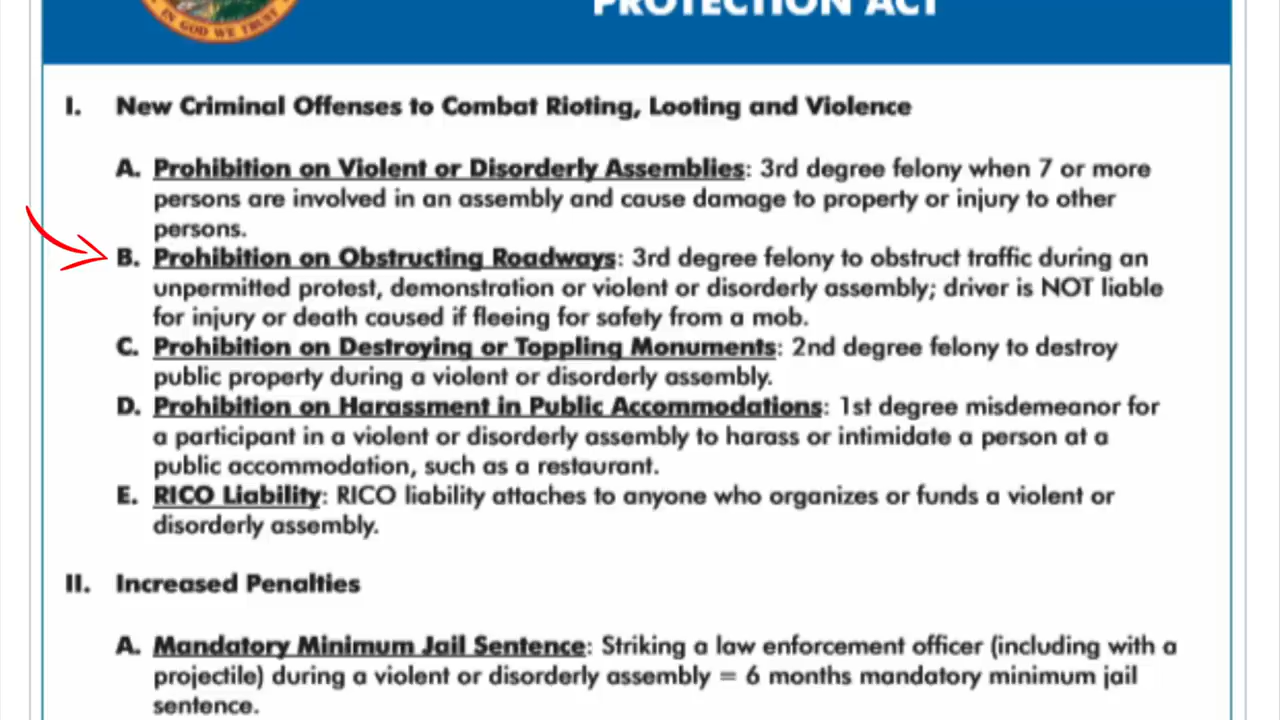 PROTECTION ACT
IN GOD WE TRUST
I. New Criminal Offenses to Combat Rioting, Looting and Violence
A. Prohibition on Violent or Disorderly Assemblies: 3rd degree felony when 7 or more
persons are involved in an assembly and cause damage to property or injury to other
persons.
B. Prohibition on Obstructing Roadways: 3rd degree felony to obstruct traffic during an
unpermitted protest, demonstration or violent or disorderly assembly; driver is NOT liable
for injury or death caused if fleeing for safety from a mob.
C. Prohibition on Destroying or Toppling Monuments: 2nd degree felony to destroy
public property during a violent or disorderly assembly.
D. Prohibition on Harassment in Public Accommodations: 1st degree misdemeanor for
a participant in a violent or disorderly assembly to harass or intimidate a person at a
public accommodation, such as a restaurant.
E. RICO Liability: RICO liability attaches to anyone who organizes or funds a violent or
disorderly assembly.
II. Increased Penalties
A. Mandatory Minimum Jail Sentence: Striking a law enforcement officer (including with a
projectile) during a violent or disorderly assembly = 6 months mandatory minimum jail
sentence.